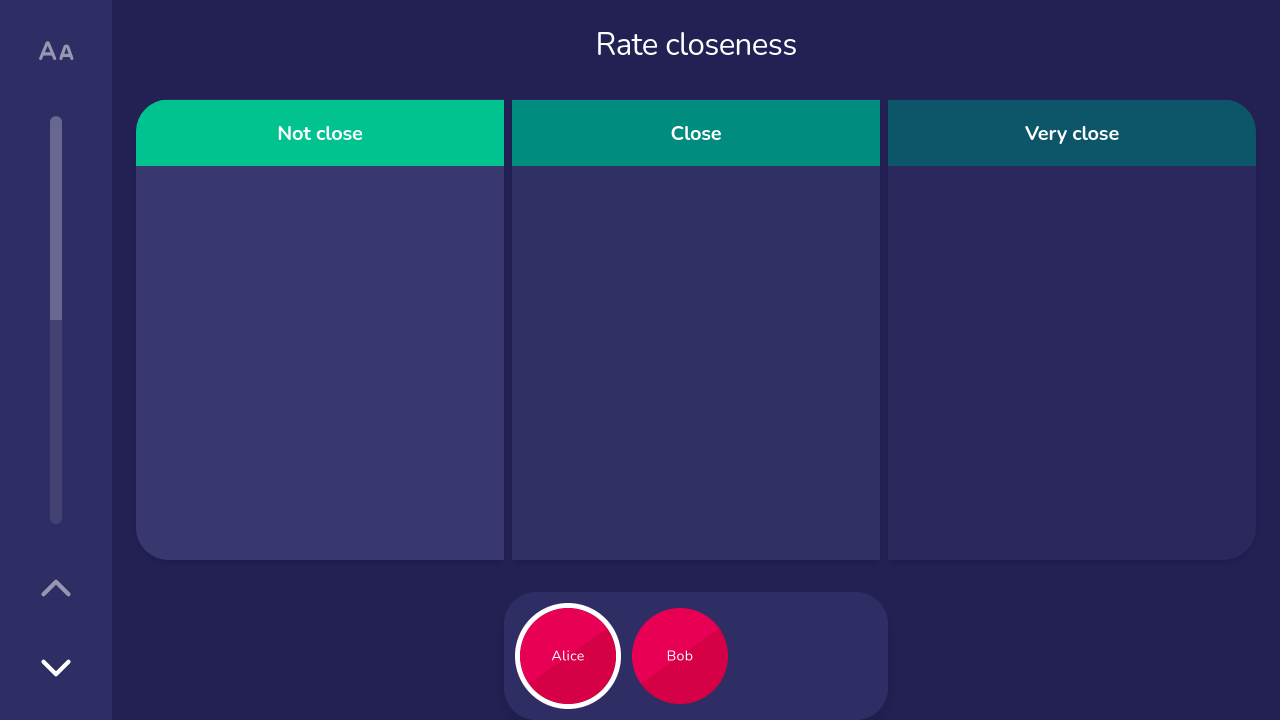 AA
Rate closeness
Not close
Close
Very close
Alice
Bob